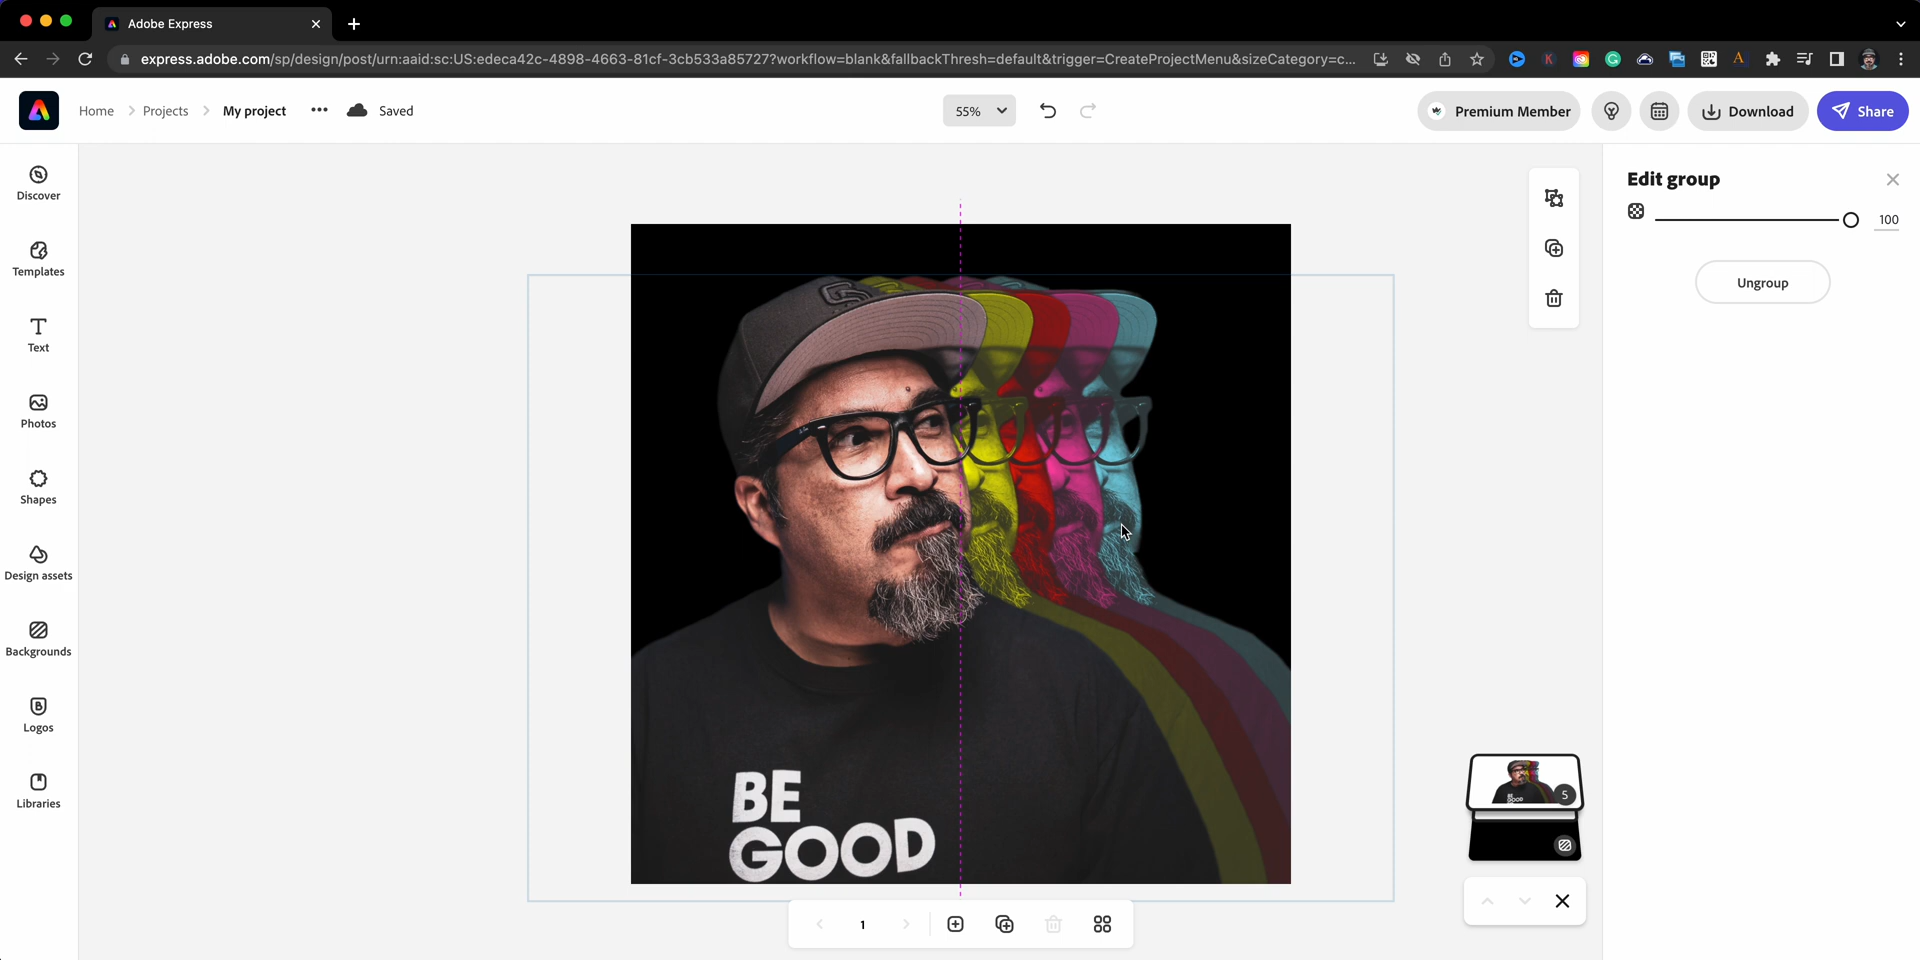 Adobe Express
express.adobe.com/sp/design/post/urn:aaid:sc:US:edeca42c-4898-4663-81cf-3cb533a85727?workflow=blank&fallbackThresh=default&trigger=CreateProjectMenu&sizeCategory=c...
Home
Projects
My project
Saved
55%
Premium Member
Download
Share
Discover
Templates
Text
Photos
Shapes
Design assets
Backgrounds
Logos
Libraries
Edit group
100
Ungroup
BE
GOOD
5
1